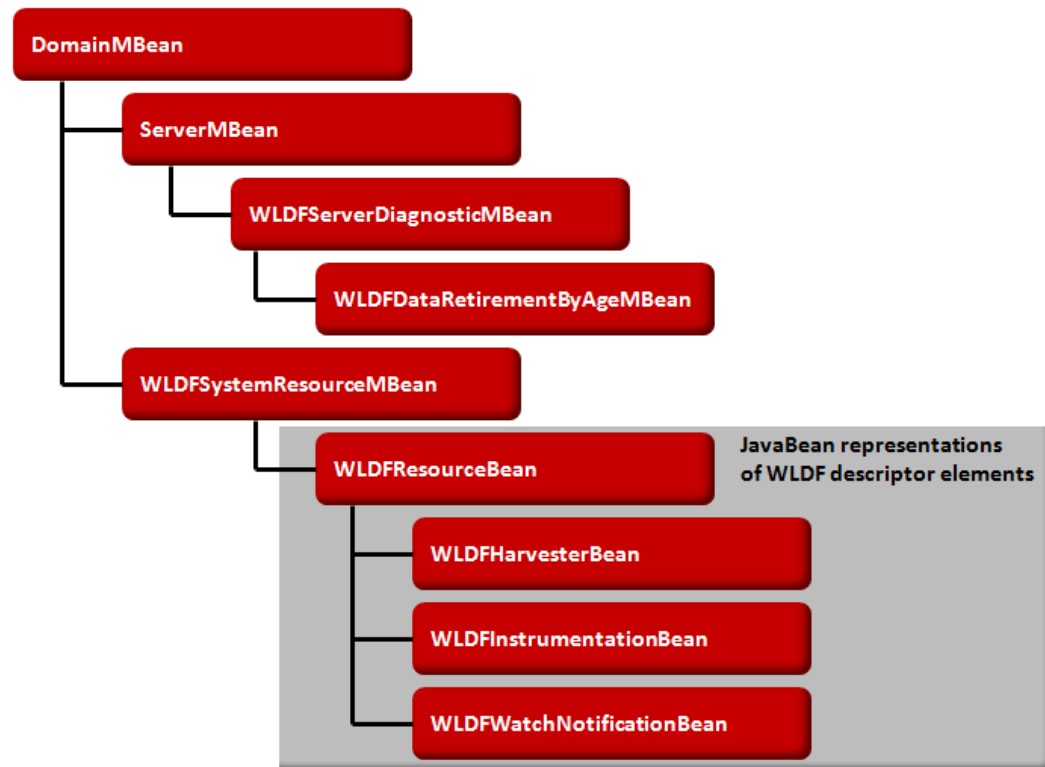 DomainMBean
ServerMBean
WLDFServerDiagnosticMBean
WLDFDataRetirementByAgeMBean
WLDFSystemResourceMBean
JavaBean representations
of WLDF descriptor elements
WLDFResourceBean
WLDFHarvesterBean
WLDFInstrumentationBean
WLDFWatchNotificationBean